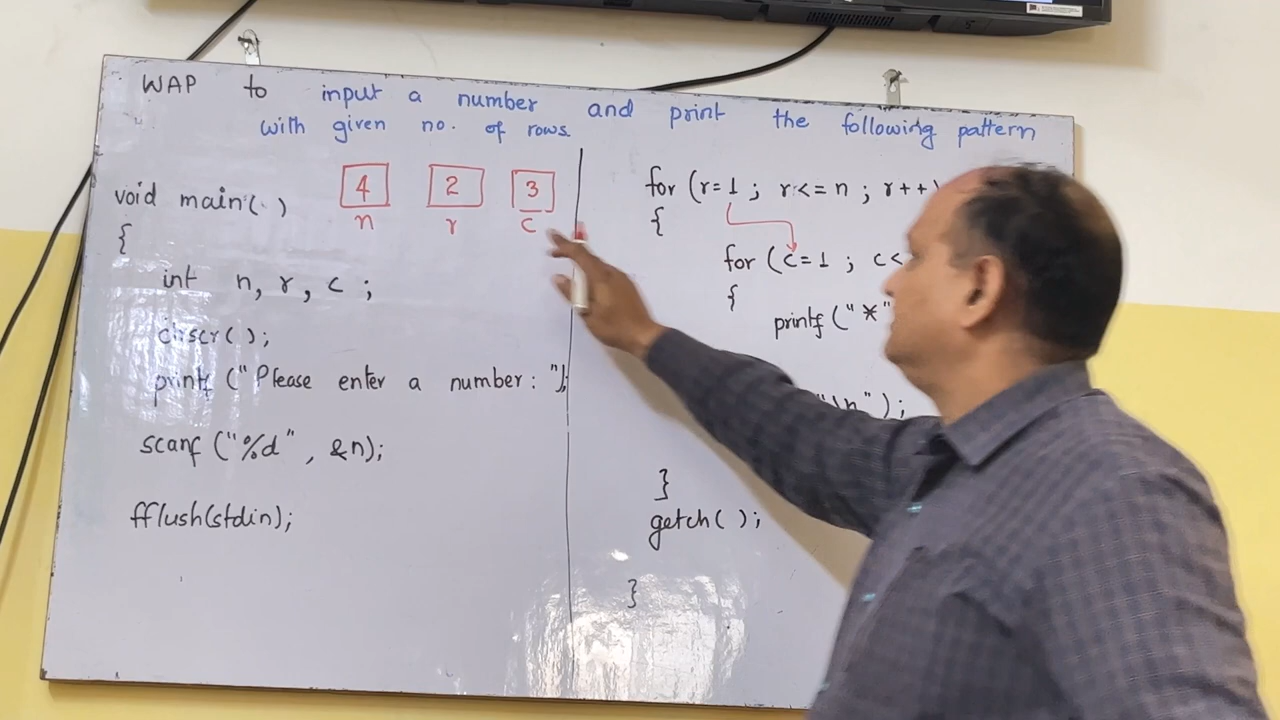 WAP to input a number and print the following pattern
with given no. of rows.
void main( )
4 2 3
n r c
{
int n, r, c ;
clrscr( );
printf ("Please enter a number: ");
scanf ("%d" , &n);
fflush(stdin);
for (r=1 ; r<=n ; r++)
{
for (c=1 ; c<
{
printf ("*"
\n");
}
getch( );
}